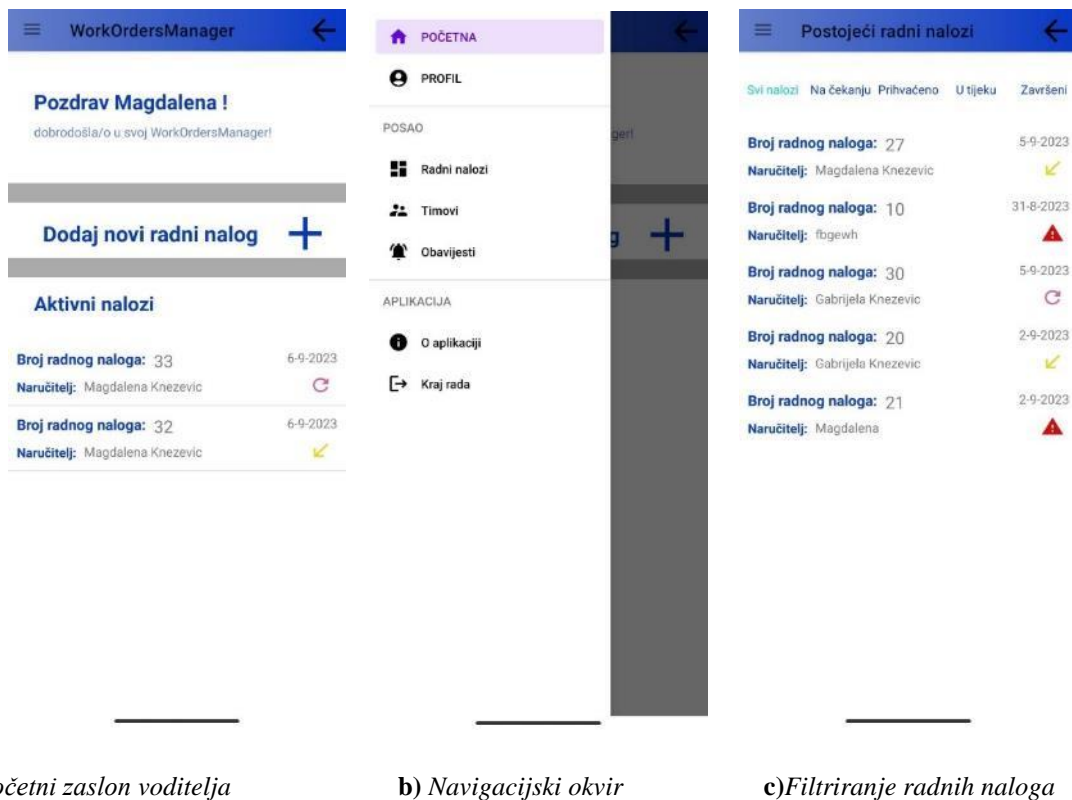 WorkOrdersManager
Pozdrav Magdalena !
dobrodošla/o u svoj WorkOrdersManager!
Dodaj novi radni nalog
Aktivni nalozi
Broj radnog naloga: 33 6-9-2023
Naručitelj: Magdalena Knezevic
Broj radnog naloga: 32 6-9-2023
Naručitelj: Magdalena Knezevic
POČETNA
PROFIL
POSAO
ger!
Radni nalozi
Timovi
g
Obavijesti
APLIKACIJA
O aplikaciji
Kraj rada
Postojeći radni nalozi
Svi nalozi Na čekanju Prihvaćeno U tijeku Završeni
Broj radnog naloga: 27 5-9-2023
Naručitelj: Magdalena Knezevic
Broj radnog naloga: 10 31-8-2023
Naručitelj: fbgewh
Broj radnog naloga: 30 5-9-2023
Naručitelj: Gabrijela Knezevic
Broj radnog naloga: 20 2-9-2023
Naručitelj: Gabrijela Knezevic
Broj radnog naloga: 21 2-9-2023
Naručitelj: Magdalena
očetni zaslon voditelja
b) Navigacijski okvir
c)Filtriranje radnih naloga